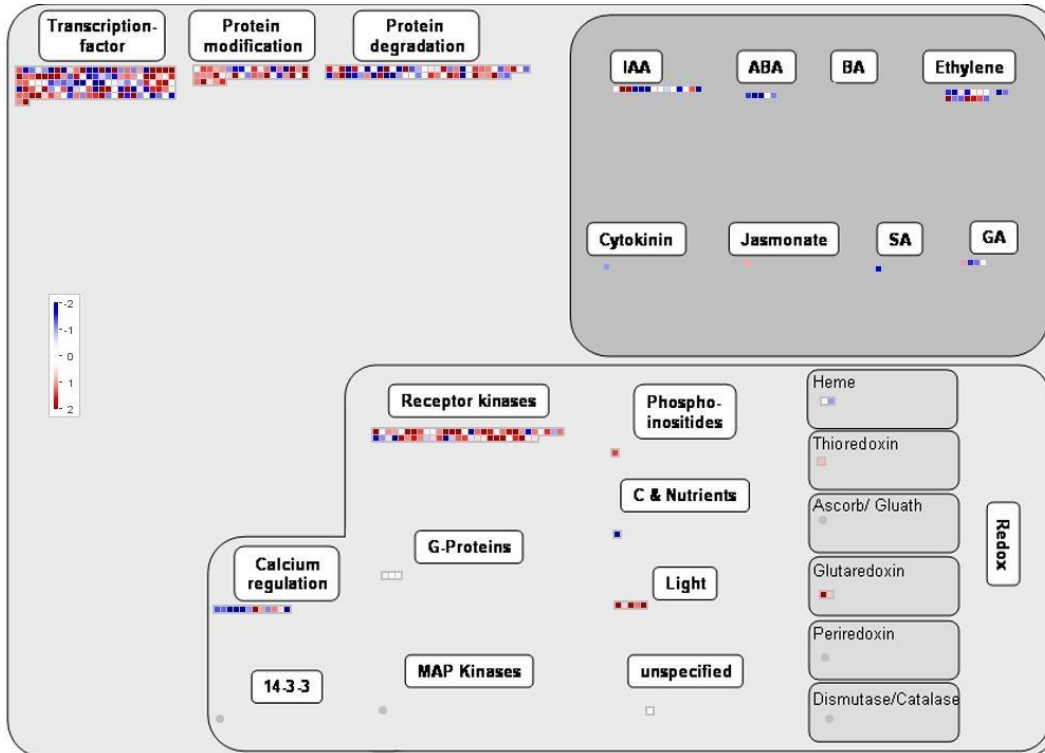 Transcription-
factor
Protein
modification
Protein
degradation
IAA
ABA
BA
Ethylene
Cytokinin
Jasmonate
SA
GA
-2
-1
0
1
2
Receptor kinases
Phospho-
inositides
C & Nutrients
G-Proteins
Light
Calcium
regulation
MAP Kinases
unspecified
14-3-3
Heme
Thioredoxin
Ascorb/ Gluath
Glutaredoxin
Periredoxin
Dismutase/Catalase
Redox